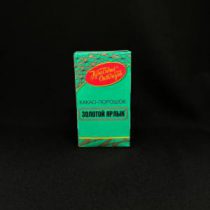 Красный Октябрь
КАКАО-ПОРОШОК
ЗОЛОТОЙ ЯРЛЫК